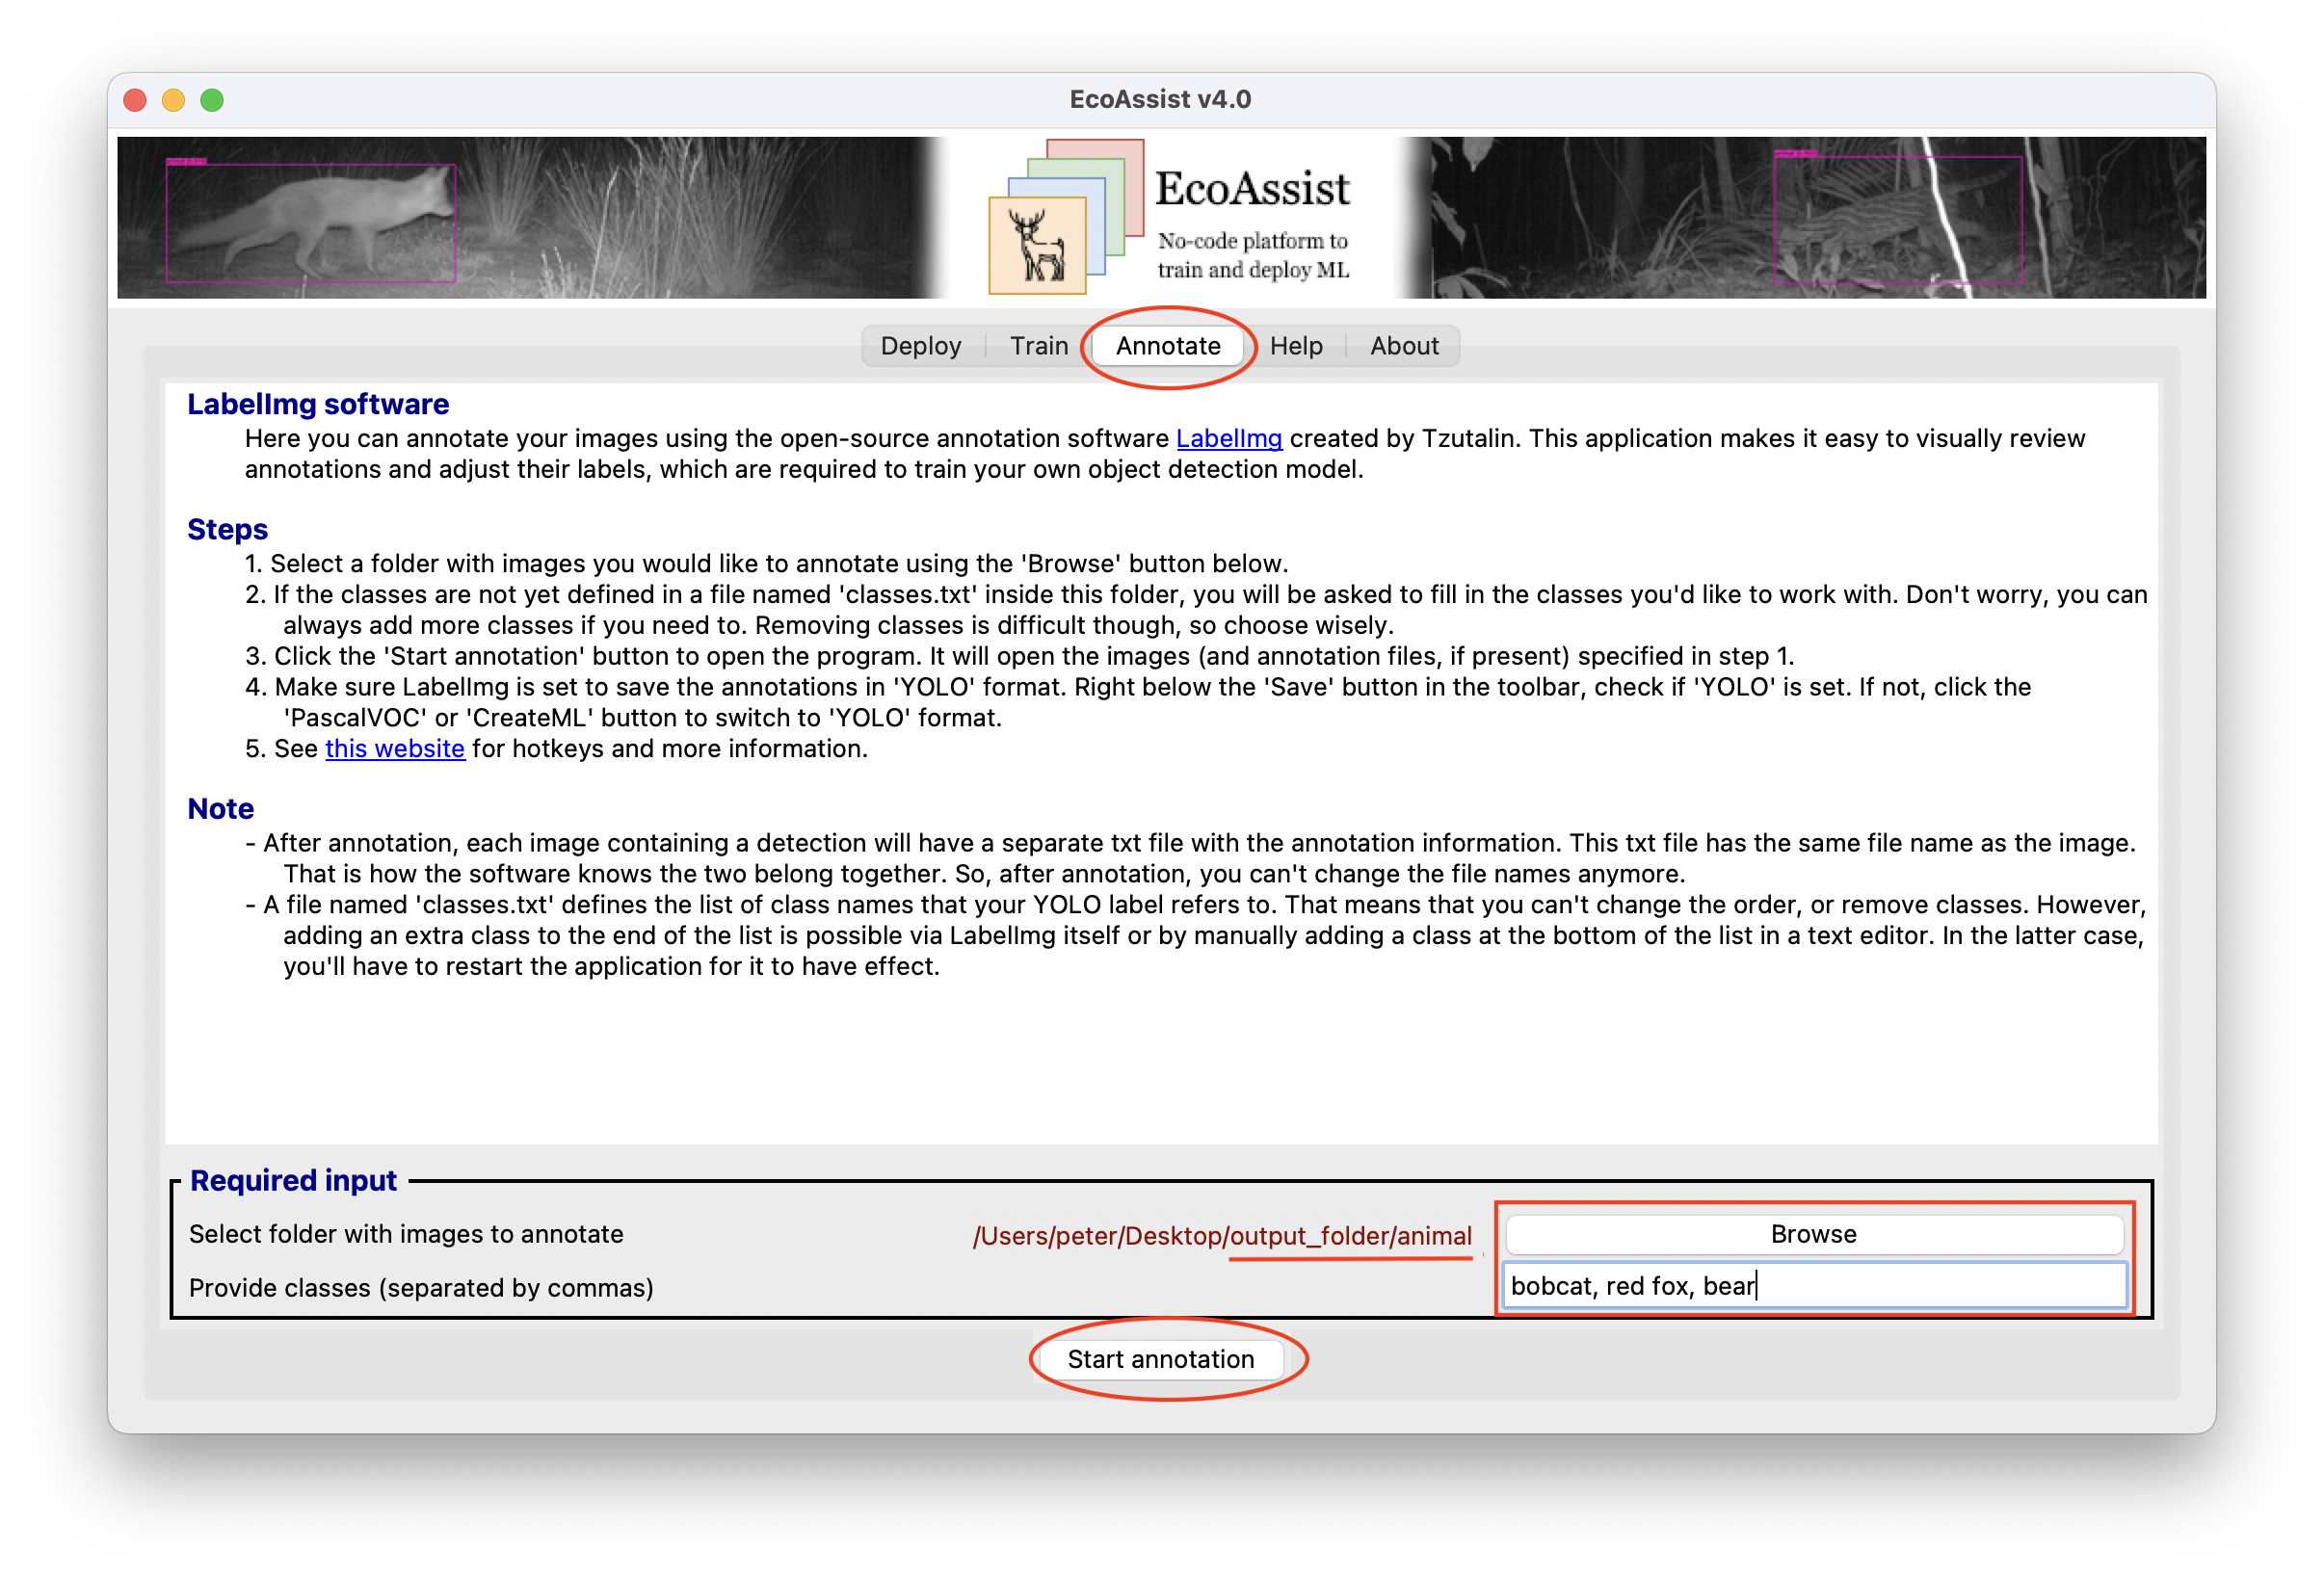 EcoAssist v4.0
EcoAssist
No-code platform to
train and deploy ML
Deploy Train Annotate Help About
LabelImg software
Here you can annotate your images using the open-source annotation software LabelImg created by Tzutalin. This application makes it easy to visually review
annotations and adjust their labels, which are required to train your own object detection model.
Steps
1. Select a folder with images you would like to annotate using the 'Browse' button below.
2. If the classes are not yet defined in a file named 'classes.txt' inside this folder, you will be asked to fill in the classes you'd like to work with. Don't worry, you can
always add more classes if you need to. Removing classes is difficult though, so choose wisely.
3. Click the 'Start annotation' button to open the program. It will open the images (and annotation files, if present) specified in step 1.
4. Make sure LabelImg is set to save the annotations in 'YOLO' format. Right below the 'Save' button in the toolbar, check if 'YOLO' is set. If not, click the
'PascalVOC' or 'CreateML' button to switch to 'YOLO' format.
5. See this website for hotkeys and more information.
Note
- After annotation, each image containing a detection will have a separate txt file with the annotation information. This txt file has the same file name as the image.
That is how the software knows the two belong together. So, after annotation, you can't change the file names anymore.
- A file named 'classes.txt' defines the list of class names that your YOLO label refers to. That means that you can't change the order, or remove classes. However,
adding an extra class to the end of the list is possible via LabelImg itself or by manually adding a class at the bottom of the list in a text editor. In the latter case,
you'll have to restart the application for it to have effect.
Required input
Select folder with images to annotate /Users/peter/Desktop/output_folder/animal Browse
Provide classes (separated by commas) bobcat, red fox, bear
Start annotation